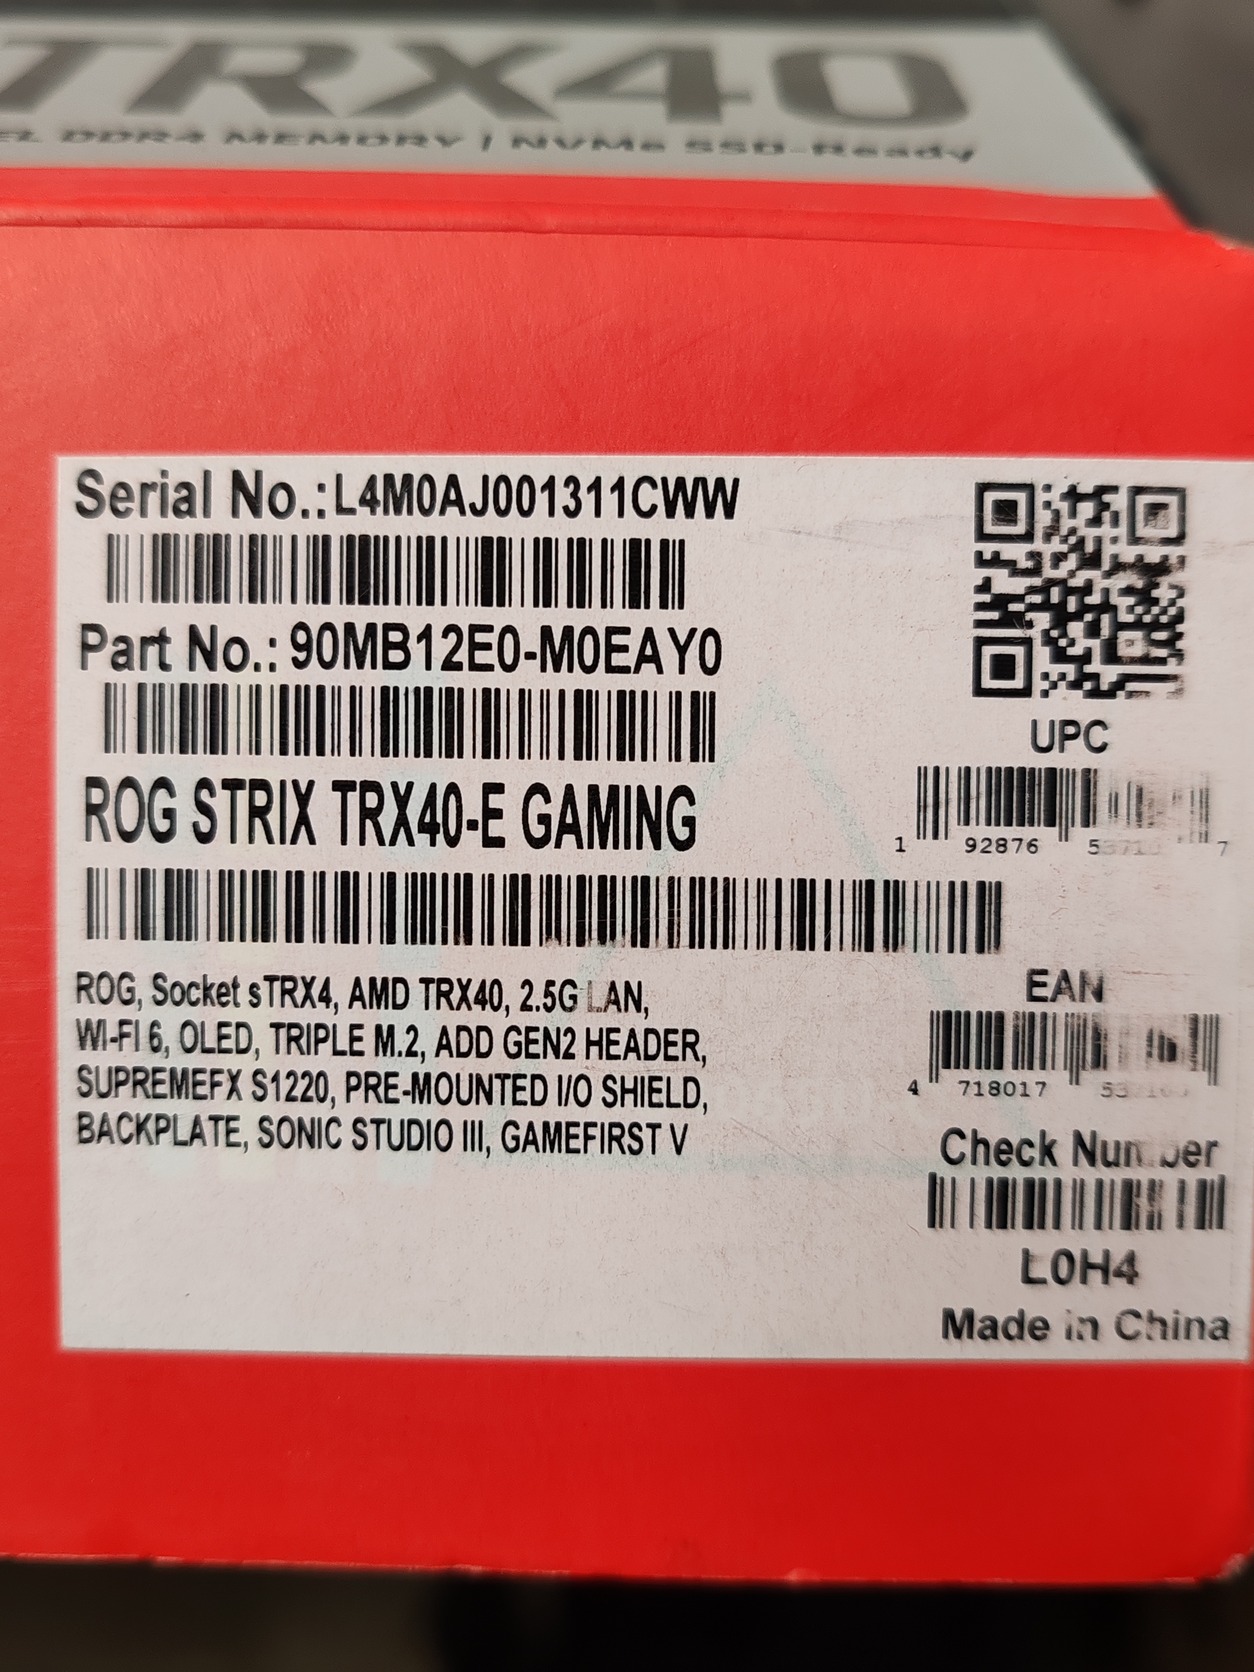 TRX40
DDR4 MEMORY | NVMe SSD-Ready
Serial No.:L4M0AJ001311CWW
Part No.: 90MB12E0-M0EAY0
UPC
1 92876 7
ROG STRIX TRX40-E GAMING
ROG, Socket sTRX4, AMD TRX40, 2.5G LAN,
WI-FI 6, OLED, TRIPLE M.2, ADD GEN2 HEADER,
SUPREMEFX S1220, PRE-MOUNTED I/O SHIELD,
BACKPLATE, SONIC STUDIO III, GAMEFIRST V
EAN
4 718017
Check Number
L0H4
Made in China